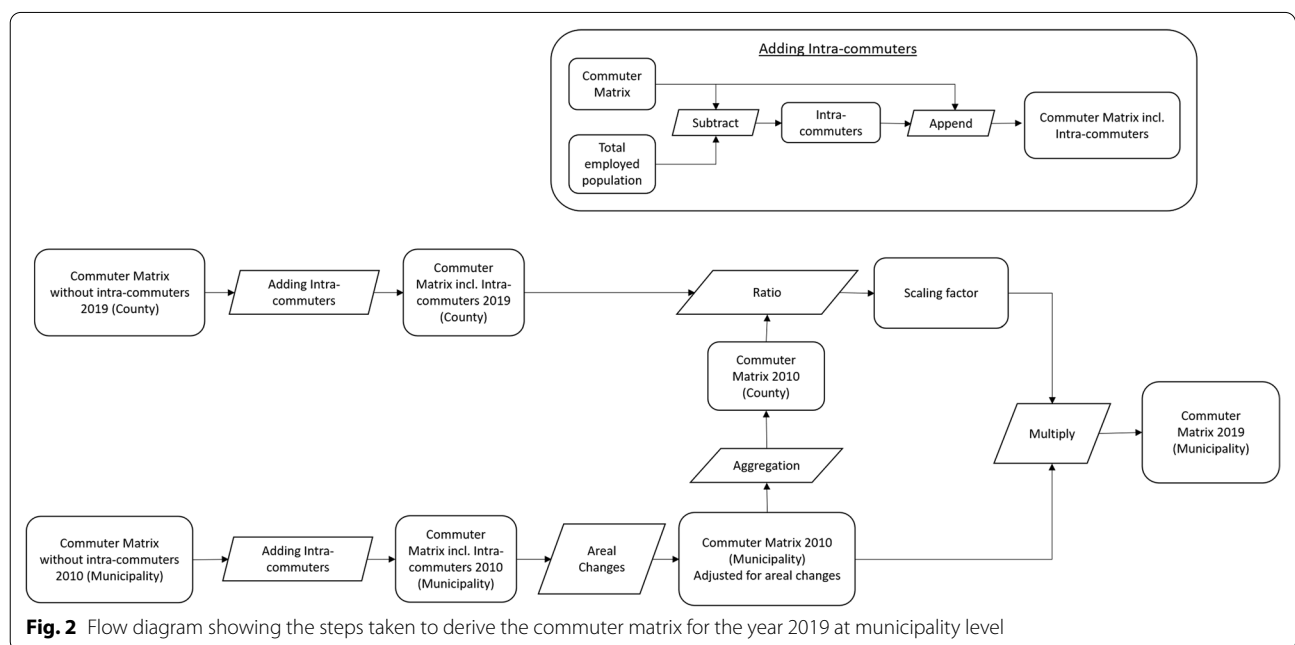 Adding Intra-commuters
Commuter
Matrix
Subtract
Intra-
commuters
Append
Commuter Matrix incl.
Intra-commuters
Total
employed
population
Commuter Matrix
without intra-commuters
2019 (County)
Adding Intra-
commuters
Commuter
Matrix incl. Intra-
commuters 2019
(County)
Ratio
Scaling factor
Commuter
Matrix 2010
(County)
Aggregation
Multiply
Commuter
Matrix 2019
(Municipality)
Commuter Matrix
without intra-commuters
2010 (Municipality)
Adding Intra-
commuters
Commuter
Matrix incl. Intra-
commuters 2010
(Municipality)
Areal
Changes
Commuter Matrix 2010
(Municipality)
Adjusted for areal changes
Fig. 2 Flow diagram showing the steps taken to derive the commuter matrix for the year 2019 at municipality level